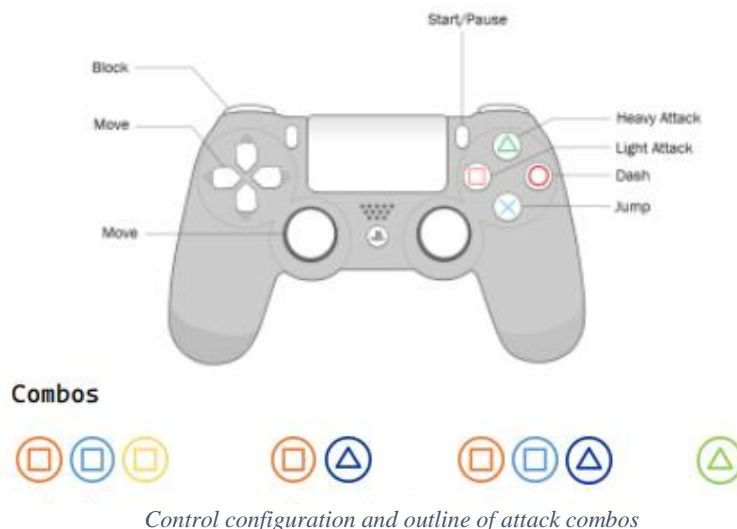 Start/Pause
Block
Move
Heavy Attack
Light Attack
Dash
Jump
Move
Combos
Control configuration and outline of attack combos